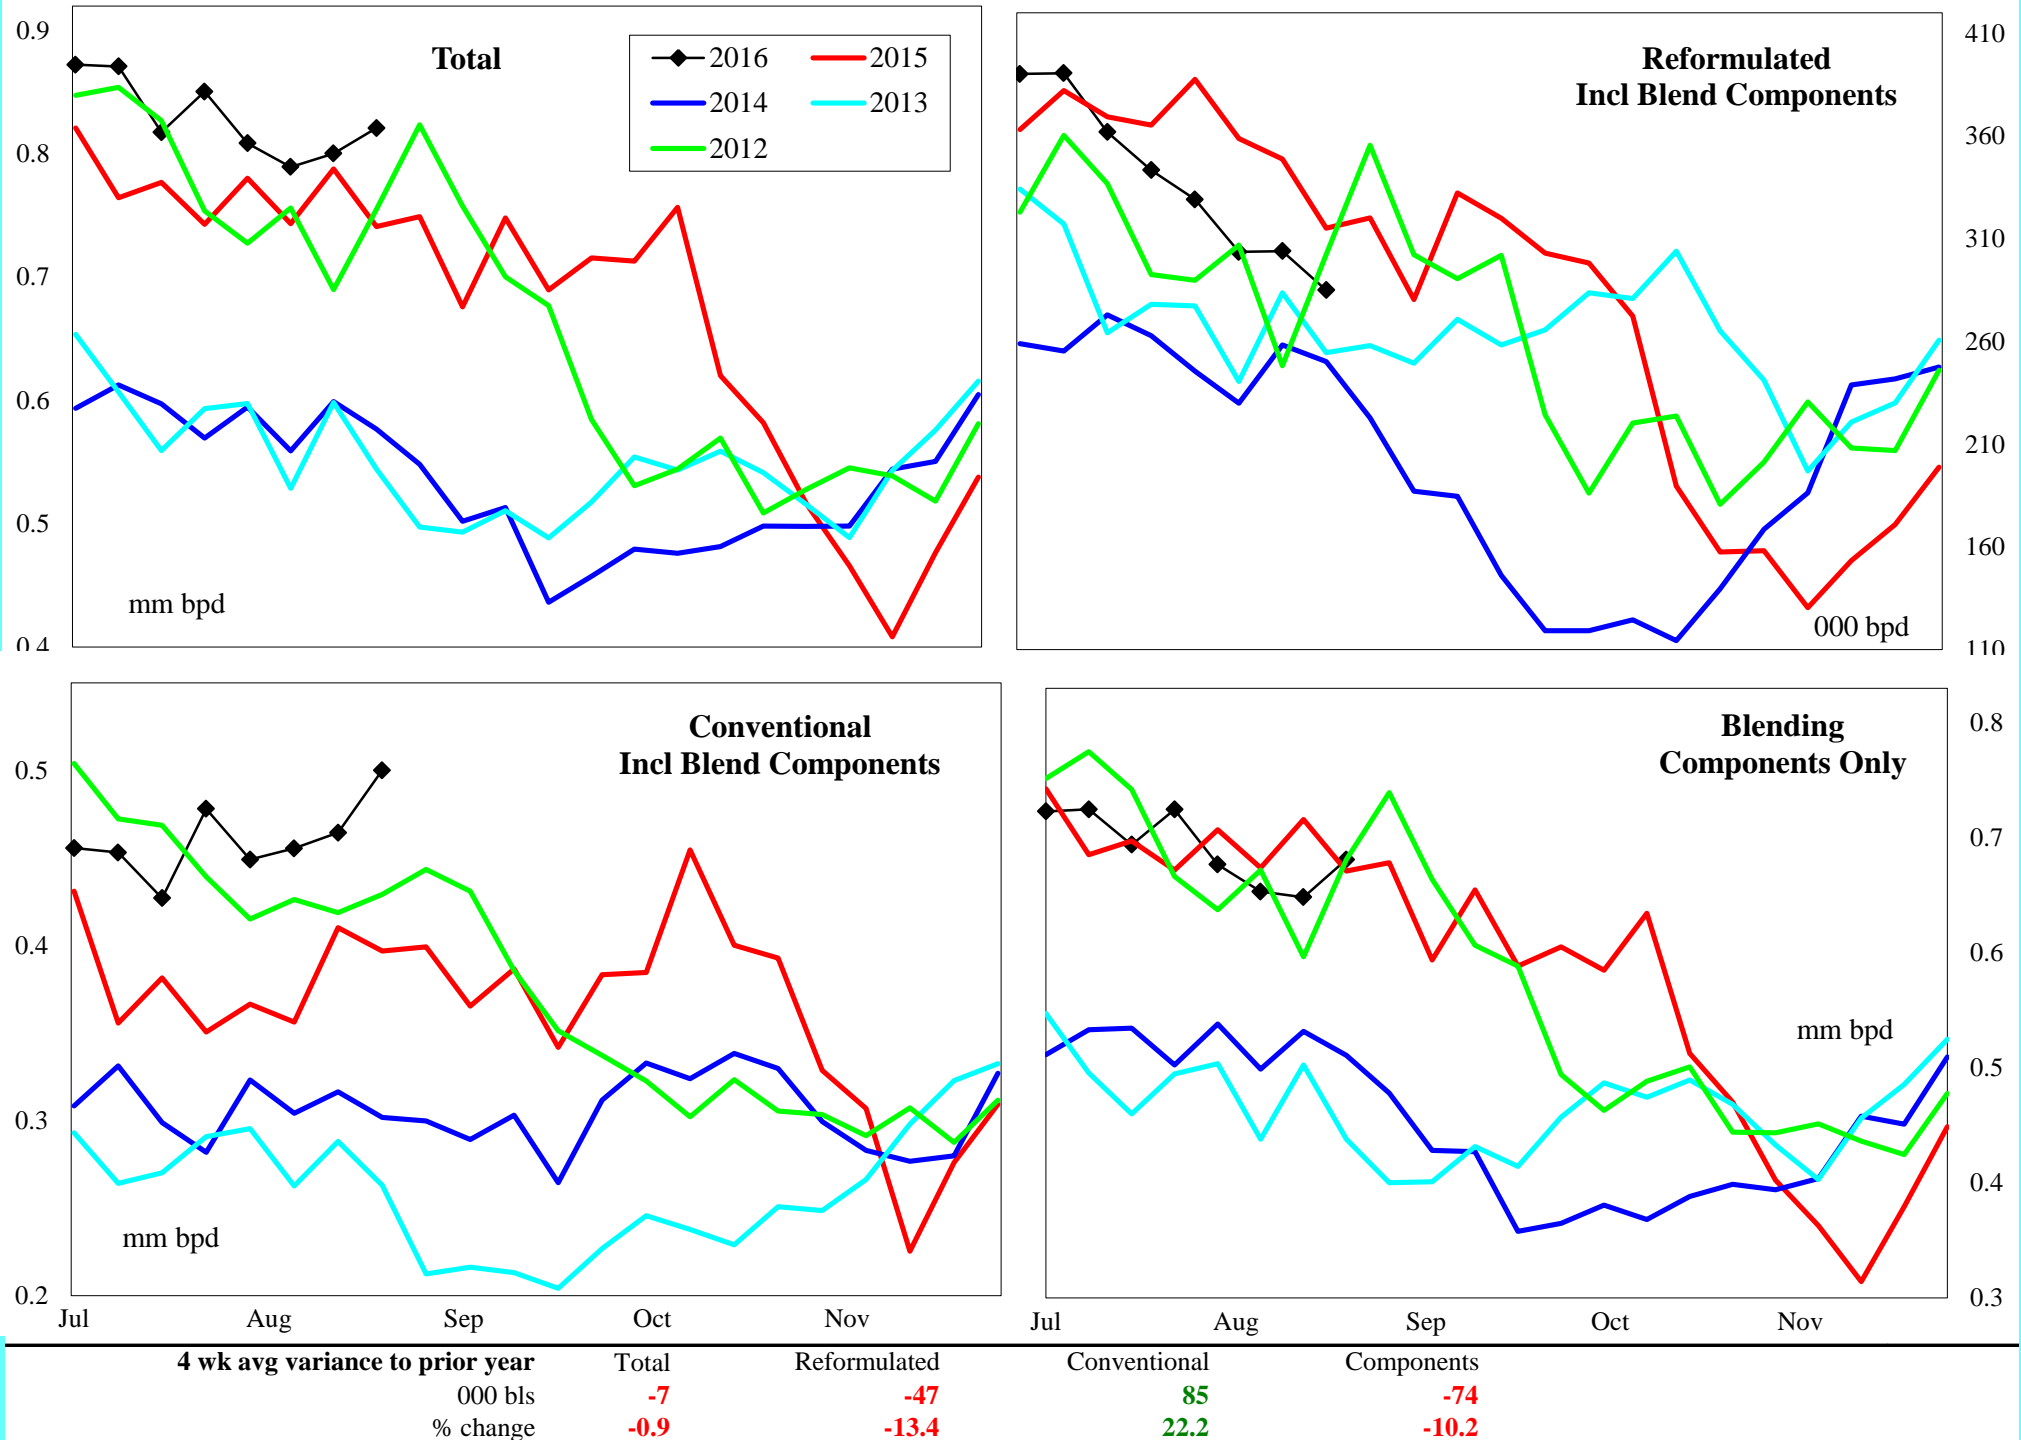 Total
2016
2015
2014
2013
2012
0.9
0.8
0.7
0.6
0.5
0.4
mm bpd
Reformulated
Incl Blend Components
410
360
310
260
210
160
110
000 bpd
Conventional
Incl Blend Components
0.5
0.4
0.3
0.2
mm bpd
Jul Aug Sep Oct Nov
Blending
Components Only
0.8
0.7
0.6
0.5
0.4
0.3
mm bpd
Jul Aug Sep Oct Nov
4 wk avg variance to prior year Total Reformulated Conventional Components
000 bls -7 -47 85 -74
% change -0.9 -13.4 22.2 -10.2